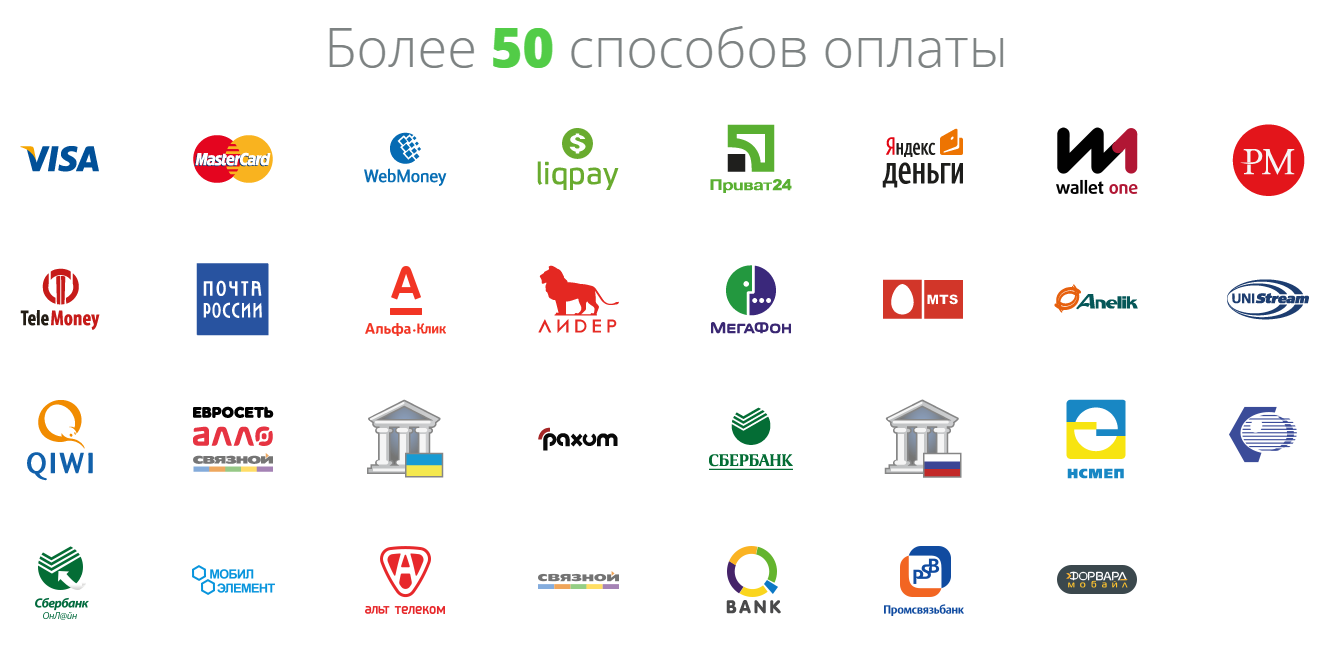 Более 50 способов оплаты
VISA
MasterCard
WebMoney
liqpay
Приват24
Яндекс
деньги
wallet one
PM
TeleMoney
ПОЧТА
РОССИИ
Альфа·Клик
ЛИДЕР
МЕГАФОН
МТS
Anelik
UNIStream
QIWI
ЕВРОСЕТЬ
алло
СВЯЗНОЙ
paxum
СБЕРБАНК
НСМЕП
Сбербанк
ОнЛ@йн
МОБИЛ
ЭЛЕМЕНТ
альт телеком
СВЯЗНОЙ
BANK
PSB
Промсвязьбанк
ФОРВАРД
мобайл